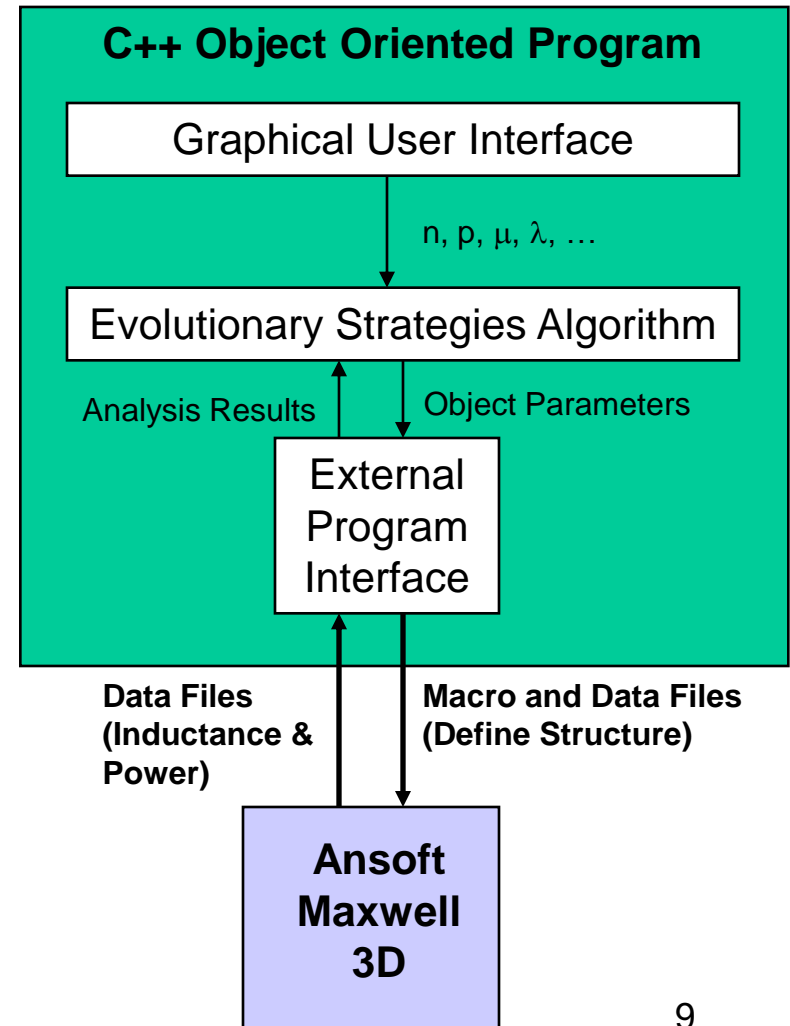 C++ Object Oriented Program
Graphical User Interface
n, p, μ, λ, …
Evolutionary Strategies Algorithm
Analysis Results
Object Parameters
External
Program
Interface
Data Files
(Inductance &
Power)
Macro and Data Files
(Define Structure)
Ansoft
Maxwell
3D
9